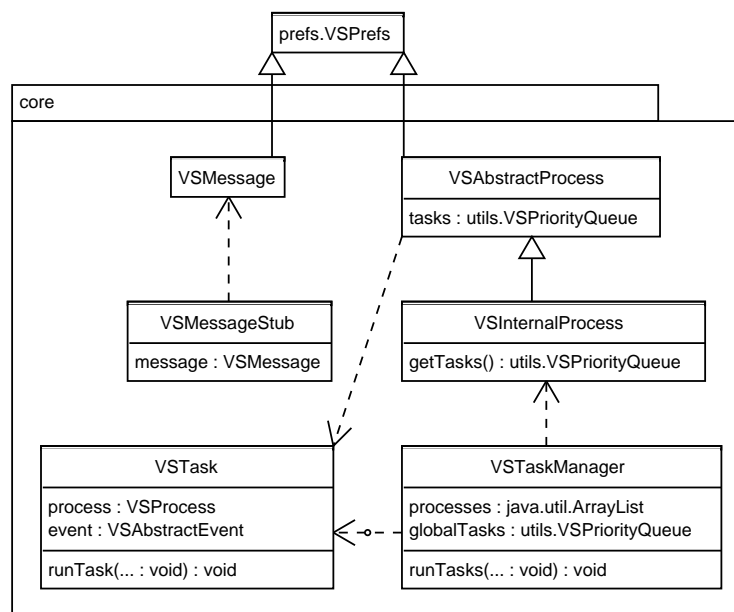 prefs.VSPrefs
core
VSMessage
VSAbstractProcess
tasks : utils.VSPriorityQueue
VSMessageStub
message : VSMessage
VSInternalProcess
getTasks() : utils.VSPriorityQueue
VSTask
process : VSProcess
event : VSAbstractEvent
runTask(... : void) : void
VSTaskManager
processes : java.util.ArrayList
globalTasks : utils.VSPriorityQueue
runTasks(... : void) : void